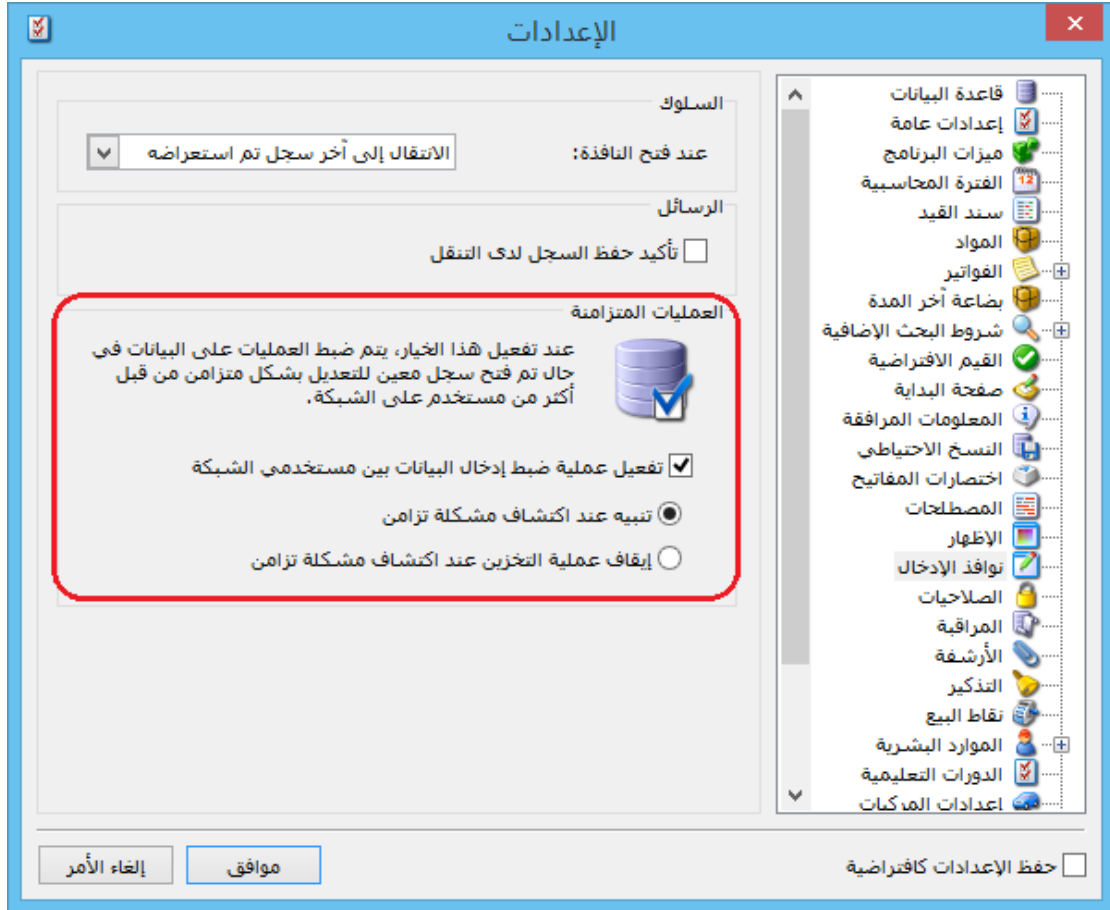 الإعدادات
قاعدة البيانات
إعدادات عامة
ميزات البرنامج
الفترة المحاسبية
سند القيد
المواد
الفواتير
بضاعة آخر المدة
شروط البحث الإضافية
القيم الافتراضية
صفحة البداية
المعلومات المرافقة
النسخ الاحتياطي
اختصارات المفاتيح
المصطلحات
الإظهار
نوافذ الإدخال
الصلاحيات
المراقبة
الأرشفة
التذكير
نقاط البيع
الموارد البشرية
الدورات التعليمية
إعدادات المركبات
السلوك
عند فتح النافذة: الانتقال إلى آخر سجل تم استعراضه
الرسائل
تأكيد حفظ السجل لدى التنقل
العمليات المتزامنة
عند تفعيل هذا الخيار، يتم ضبط العمليات على البيانات في
حال تم فتح سجل معين للتعديل بشكل متزامن من قبل
أكثر من مستخدم على الشبكة.
تفعيل عملية ضبط إدخال البيانات بين مستخدمي الشبكة
تنبيه عند اكتشاف مشكلة تزامن
إيقاف عملية التخزين عند اكتشاف مشكلة تزامن
حفظ الإعدادات كافتراضية
موافق
إلغاء الأمر